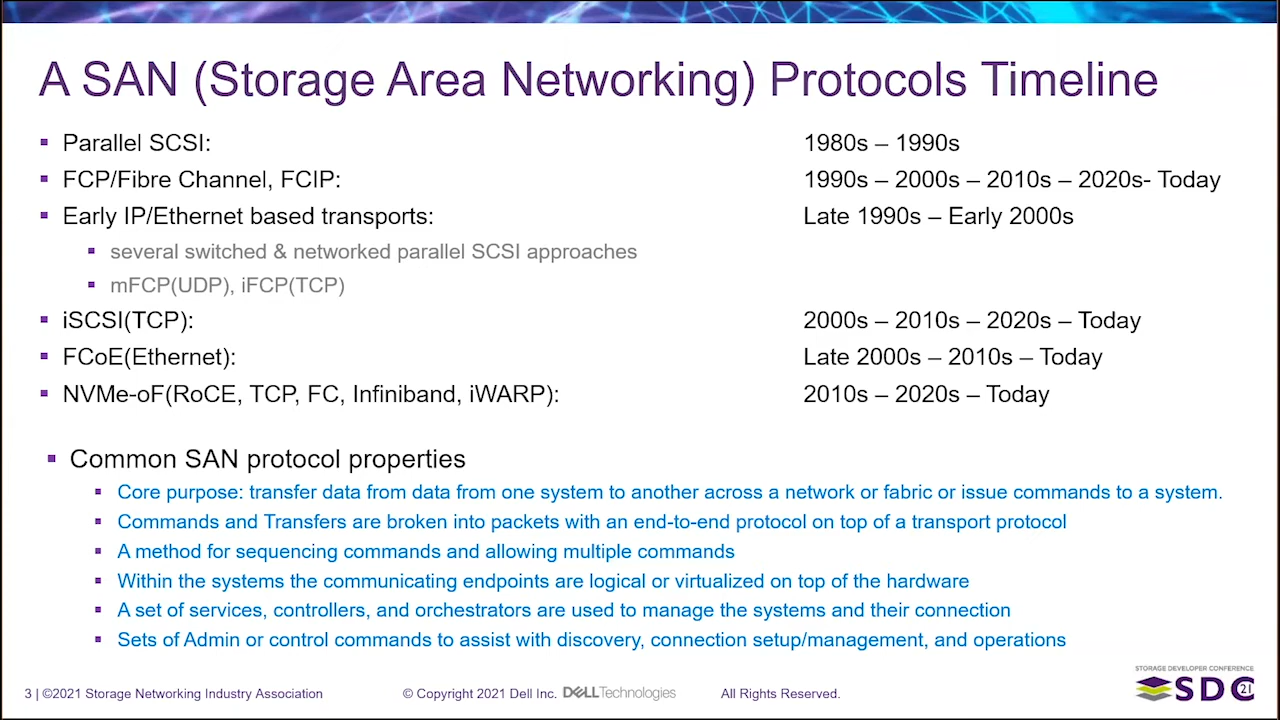 A SAN (Storage Area Networking) Protocols Timeline
Parallel SCSI: 1980s – 1990s
FCP/Fibre Channel, FCIP: 1990s – 2000s – 2010s – 2020s- Today
Early IP/Ethernet based transports: Late 1990s – Early 2000s
several switched & networked parallel SCSI approaches
mFCP(UDP), iFCP(TCP)
iSCSI(TCP): 2000s – 2010s – 2020s – Today
FCoE(Ethernet): Late 2000s – 2010s – Today
NVMe-oF(RoCE, TCP, FC, Infiniband, iWARP): 2010s – 2020s – Today
Common SAN protocol properties
Core purpose: transfer data from data from one system to another across a network or fabric or issue commands to a system.
Commands and Transfers are broken into packets with an end-to-end protocol on top of a transport protocol
A method for sequencing commands and allowing multiple commands
Within the systems the communicating endpoints are logical or virtualized on top of the hardware
A set of services, controllers, and orchestrators are used to manage the systems and their connection
Sets of Admin or control commands to assist with discovery, connection setup/management, and operations
STORAGE DEVELOPER CONFERENCE
SDC 21
3 | ©2021 Storage Networking Industry Association © Copyright 2021 Dell Inc. DELLTechnologies All Rights Reserved.